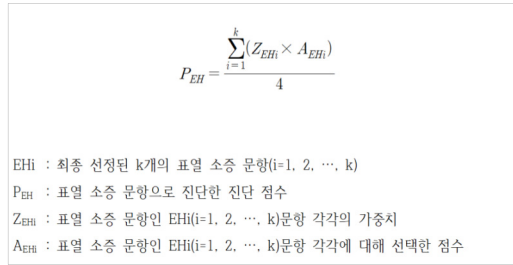 k
∑(Z_EHi × A_EHi)
i=1
P_EH =
4
EHi : 최종 선정된 k개의 표열 소증 문항(i=1, 2, ⋯, k)
P_EH : 표열 소증 문항으로 진단한 진단 점수
Z_EHi : 표열 소증 문항인 EHi(i=1, 2, ⋯, k)문항 각각의 가중치
A_EHi : 표열 소증 문항인 EHi(i=1, 2, ⋯, k)문항 각각에 대해 선택한 점수